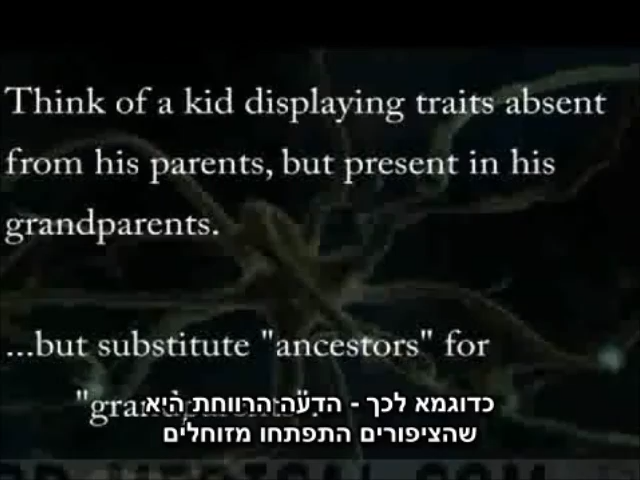 Think of a kid displaying traits absent
from his parents, but present in his
grandparents.
...but substitute "ancestors" for
כדוגמא לכך - הדעה הרווחת היא
שהציפורים התפתחו מזוחלים